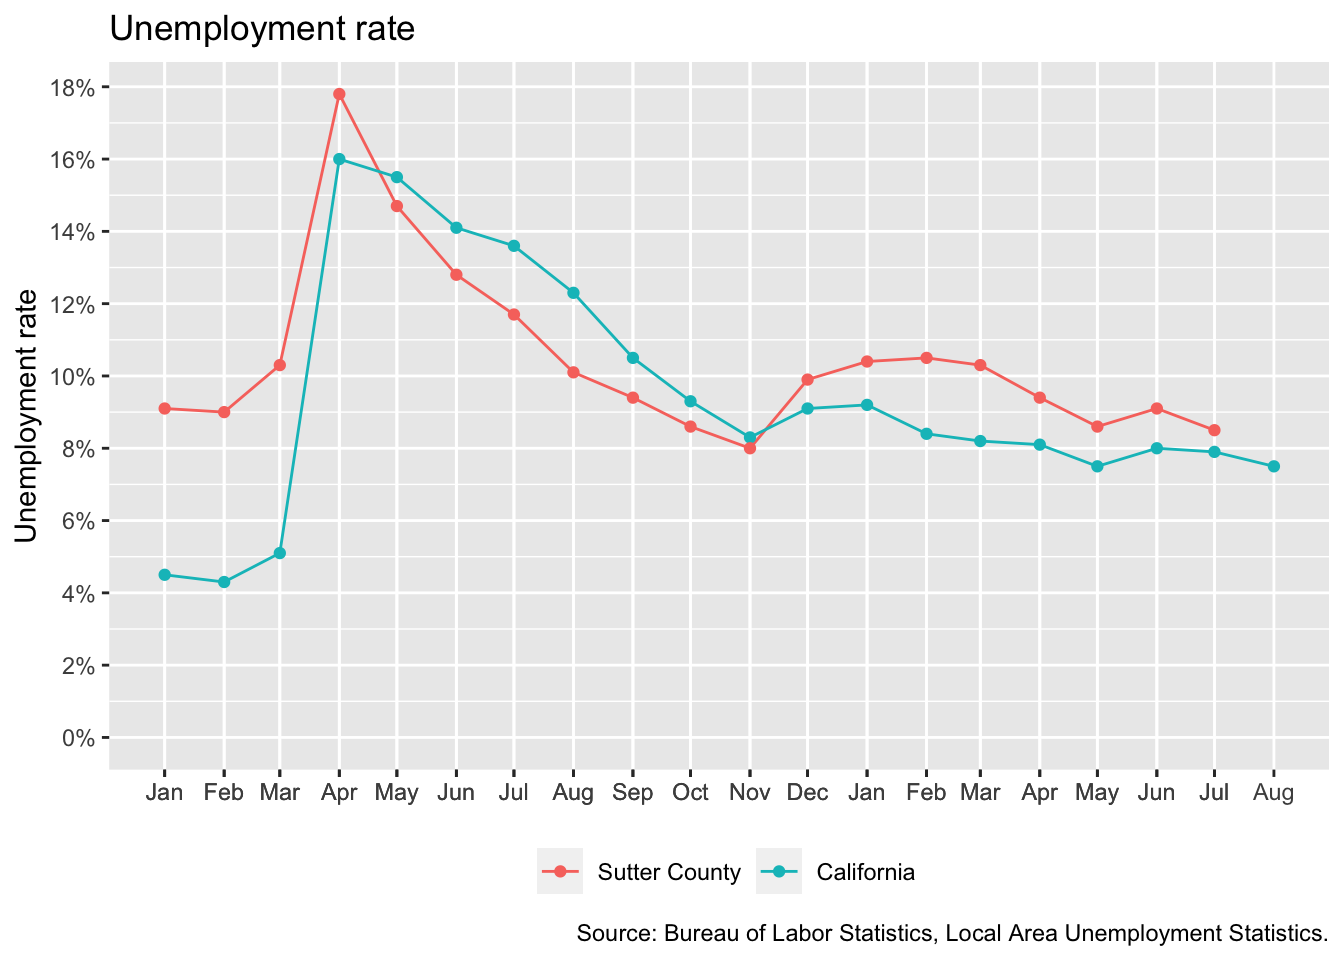 Unemployment rate
Unemployment rate
18%
16%
14%
12%
10%
8%
6%
4%
2%
0%
Jan Feb Mar Apr May Jun Jul Aug Sep Oct Nov Dec Jan Feb Mar Apr May Jun Jul Aug
Sutter County California
Source: Bureau of Labor Statistics, Local Area Unemployment Statistics.